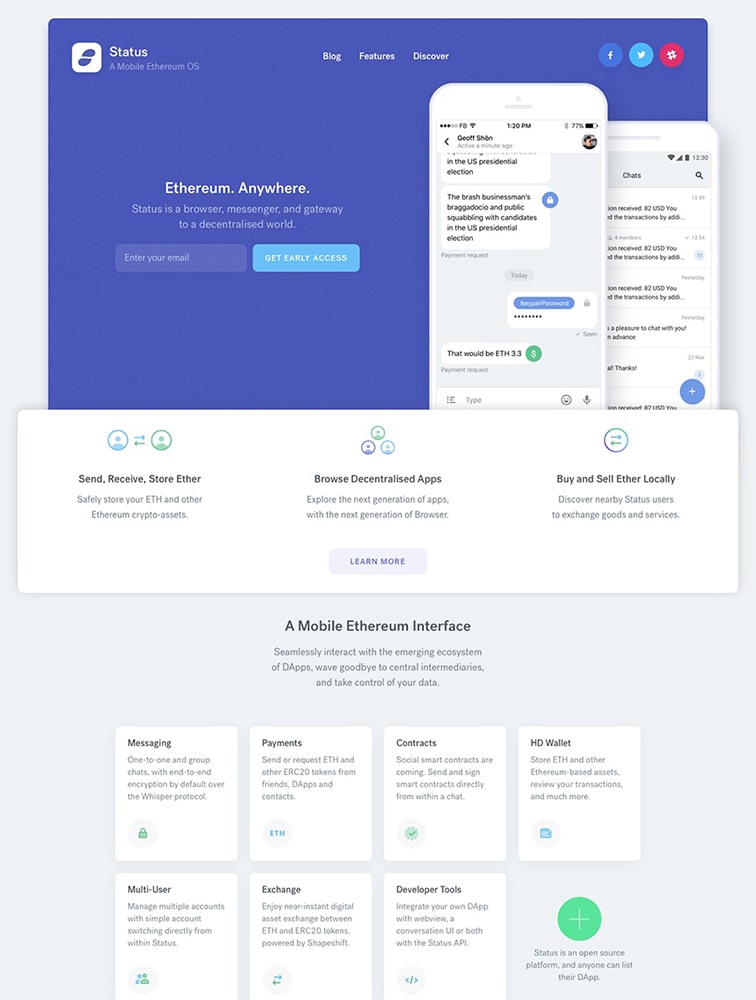 Status
A Mobile Ethereum OS
Blog Features Discover
Ethereum. Anywhere.
Status is a browser, messenger, and gateway
to a decentralised world.
Enter your email
GET EARLY ACCESS
FB 1:20 PM 77%
Geoff Shön
Active a minute ago
in the US presidential
election
The brash businessman's
braggadocio and public
squabbling with candidates
in the US presidential
election
Payment request
Today
!keypairPassword
••••••••
Seen
That would be ETH 3.3
$
Payment request
Type
12:30
Chats
13:49
ion received: 82 USD You
d the transactions by addi...
4 members
13:54
ion received: 82 USD You
d the transactions by addi...
Yesterday
ion received: 82 USD You
d the transactions by addi...
Yesterday
s a pleasure to chat with you!
n advance
23 Mar
all Thanks!
+
ion received: 82 USD You
Send, Receive, Store Ether
Safely store your ETH and other
Ethereum crypto-assets.
Browse Decentralised Apps
Explore the next generation of apps,
with the next generation of Browser.
Buy and Sell Ether Locally
Discover nearby Status users
to exchange goods and services.
LEARN MORE
A Mobile Ethereum Interface
Seamlessly interact with the emerging ecosystem
of DApps, wave goodbye to central intermediaries,
and take control of your data.
Messaging
One-to-one and group
chats, with end-to-end
encryption by default over
the Whisper protocol.
Payments
Send or request ETH and
other ERC20 tokens from
friends, DApps and
contacts.
ETH
Contracts
Social smart contracts are
coming. Send and sign
smart contracts directly
from within a chat.
HD Wallet
Store ETH and other
Ethereum-based assets,
review your transactions,
and much more.
Multi-User
Manage multiple accounts
with simple account
switching directly from
within Status.
Exchange
Enjoy near-instant digital
asset exchange between
ETH and ERC20 tokens,
powered by Shapeshift.
Developer Tools
Integrate your own DApp
with webview, a
conversation UI or both
with the Status API.
</>
Status is an open source
platform, and anyone can list
their DApp.